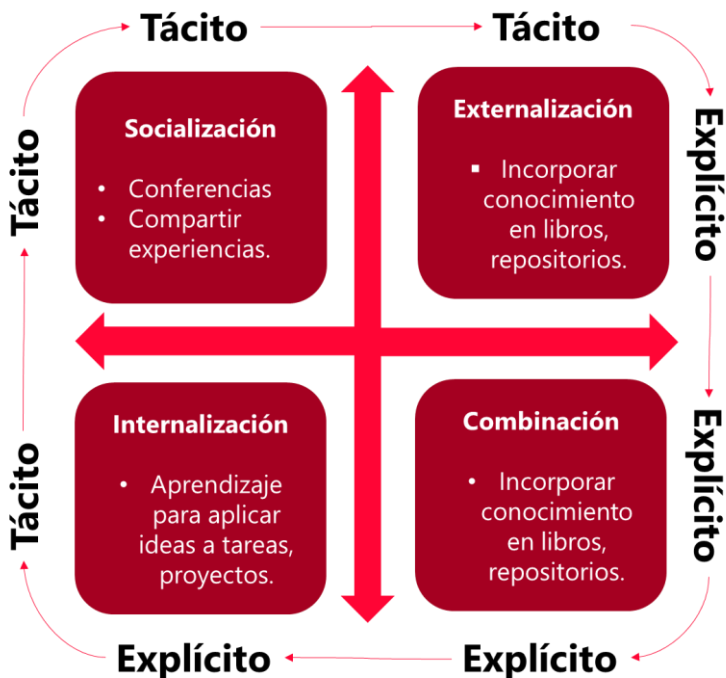 Tácito
Tácito
Tácito
Socialización
• Conferencias
• Compartir
experiencias.
Externalización
▪ Incorporar
conocimiento
en libros,
repositorios.
Explícito
Tácito
Internalización
• Aprendizaje
para aplicar
ideas a tareas,
proyectos.
Combinación
• Incorporar
conocimiento
en libros,
repositorios.
Explícito
Explícito
Explícito